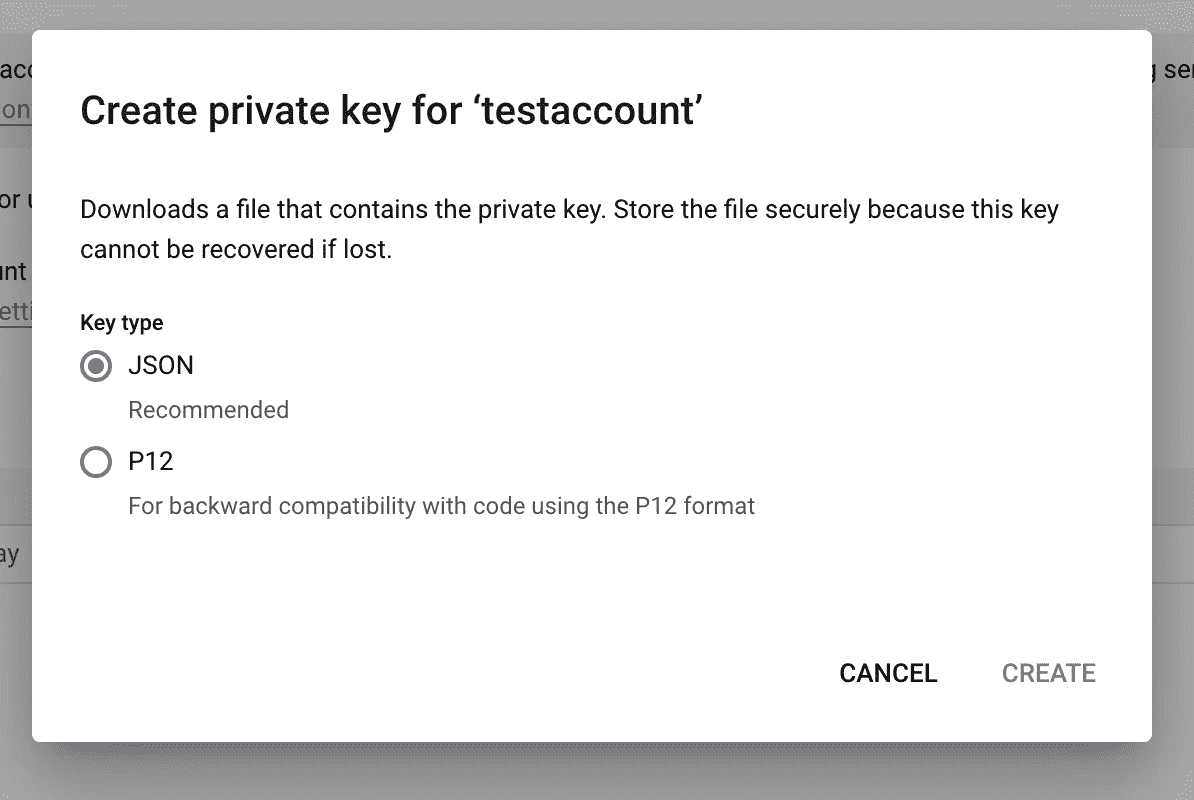 Create private key for ‘testaccount’
Downloads a file that contains the private key. Store the file securely because this key
cannot be recovered if lost.
Key type
JSON
Recommended
P12
For backward compatibility with code using the P12 format
CANCEL
CREATE